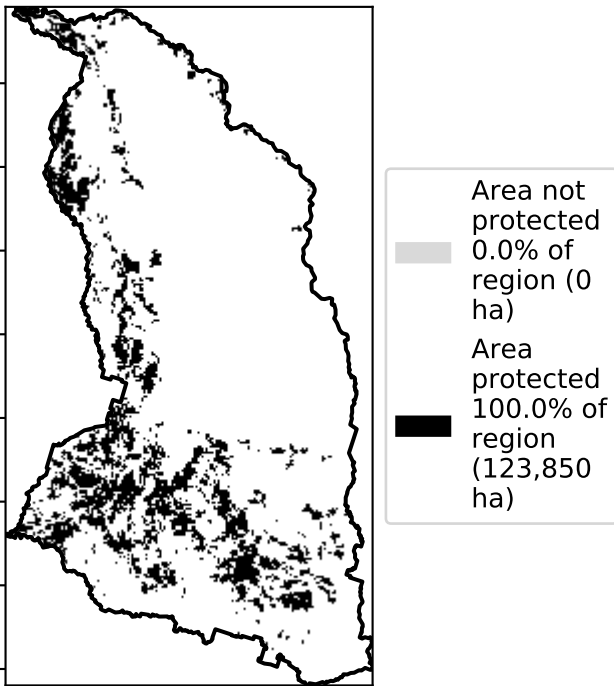 Area not
protected
0.0% of
region (0
ha)
Area
protected
100.0% of
region
(123,850
ha)